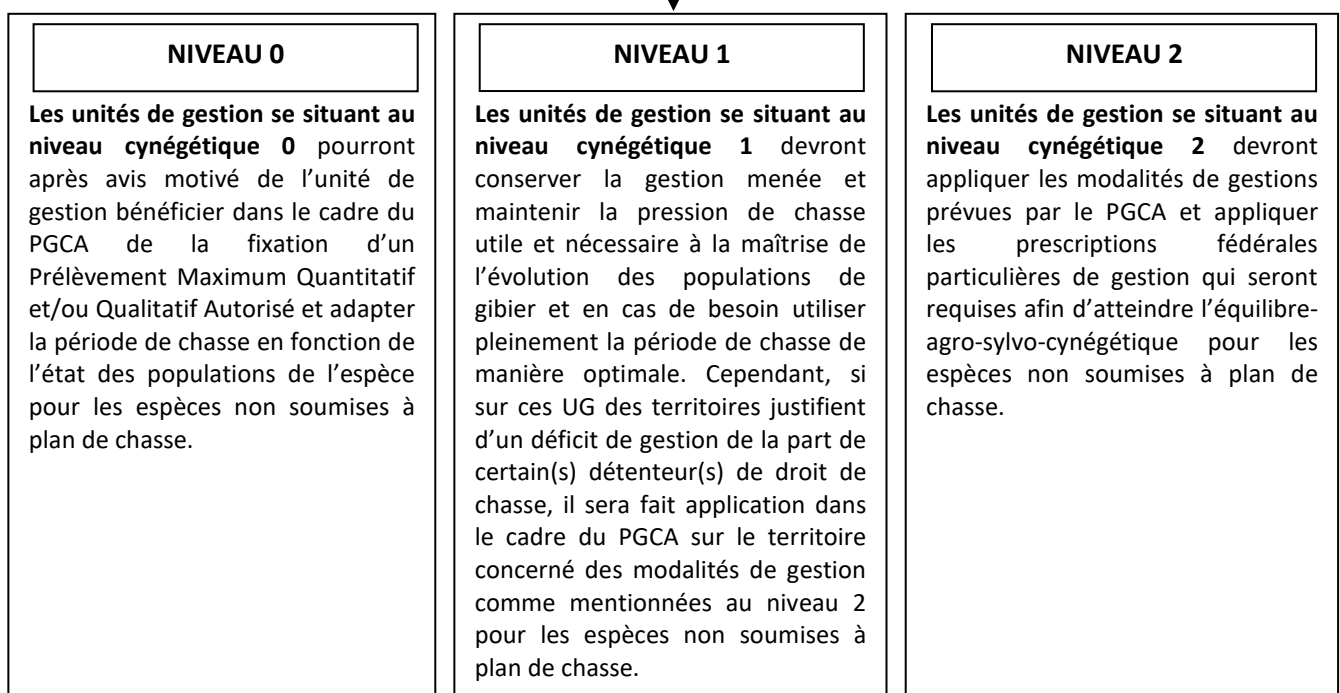 NIVEAU 0
Les unités de gestion se situant au
niveau cynégétique 0 pourront
après avis motivé de l’unité de
gestion bénéficier dans le cadre du
PGCA de la fixation d’un
Prélèvement Maximum Quantitatif
et/ou Qualitatif Autorisé et adapter
la période de chasse en fonction de
l’état des populations de l’espèce
pour les espèces non soumises à
plan de chasse.
NIVEAU 1
Les unités de gestion se situant au
niveau cynégétique 1 devront
conserver la gestion menée et
maintenir la pression de chasse
utile et nécessaire à la maîtrise de
l’évolution des populations de
gibier et en cas de besoin utiliser
pleinement la période de chasse de
manière optimale. Cependant, si
sur ces UG des territoires justifient
d’un déficit de gestion de la part de
certain(s) détenteur(s) de droit de
chasse, il sera fait application dans
le cadre du PGCA sur le territoire
concerné des modalités de gestion
comme mentionnées au niveau 2
pour les espèces non soumises à
plan de chasse.
NIVEAU 2
Les unités de gestion se situant au
niveau cynégétique 2 devront
appliquer les modalités de gestions
prévues par le PGCA et appliquer
les prescriptions fédérales
particulières de gestion qui seront
requises afin d’atteindre l’équilibre-
agro-sylvo-cynégétique pour les
espèces non soumises à plan de
chasse.